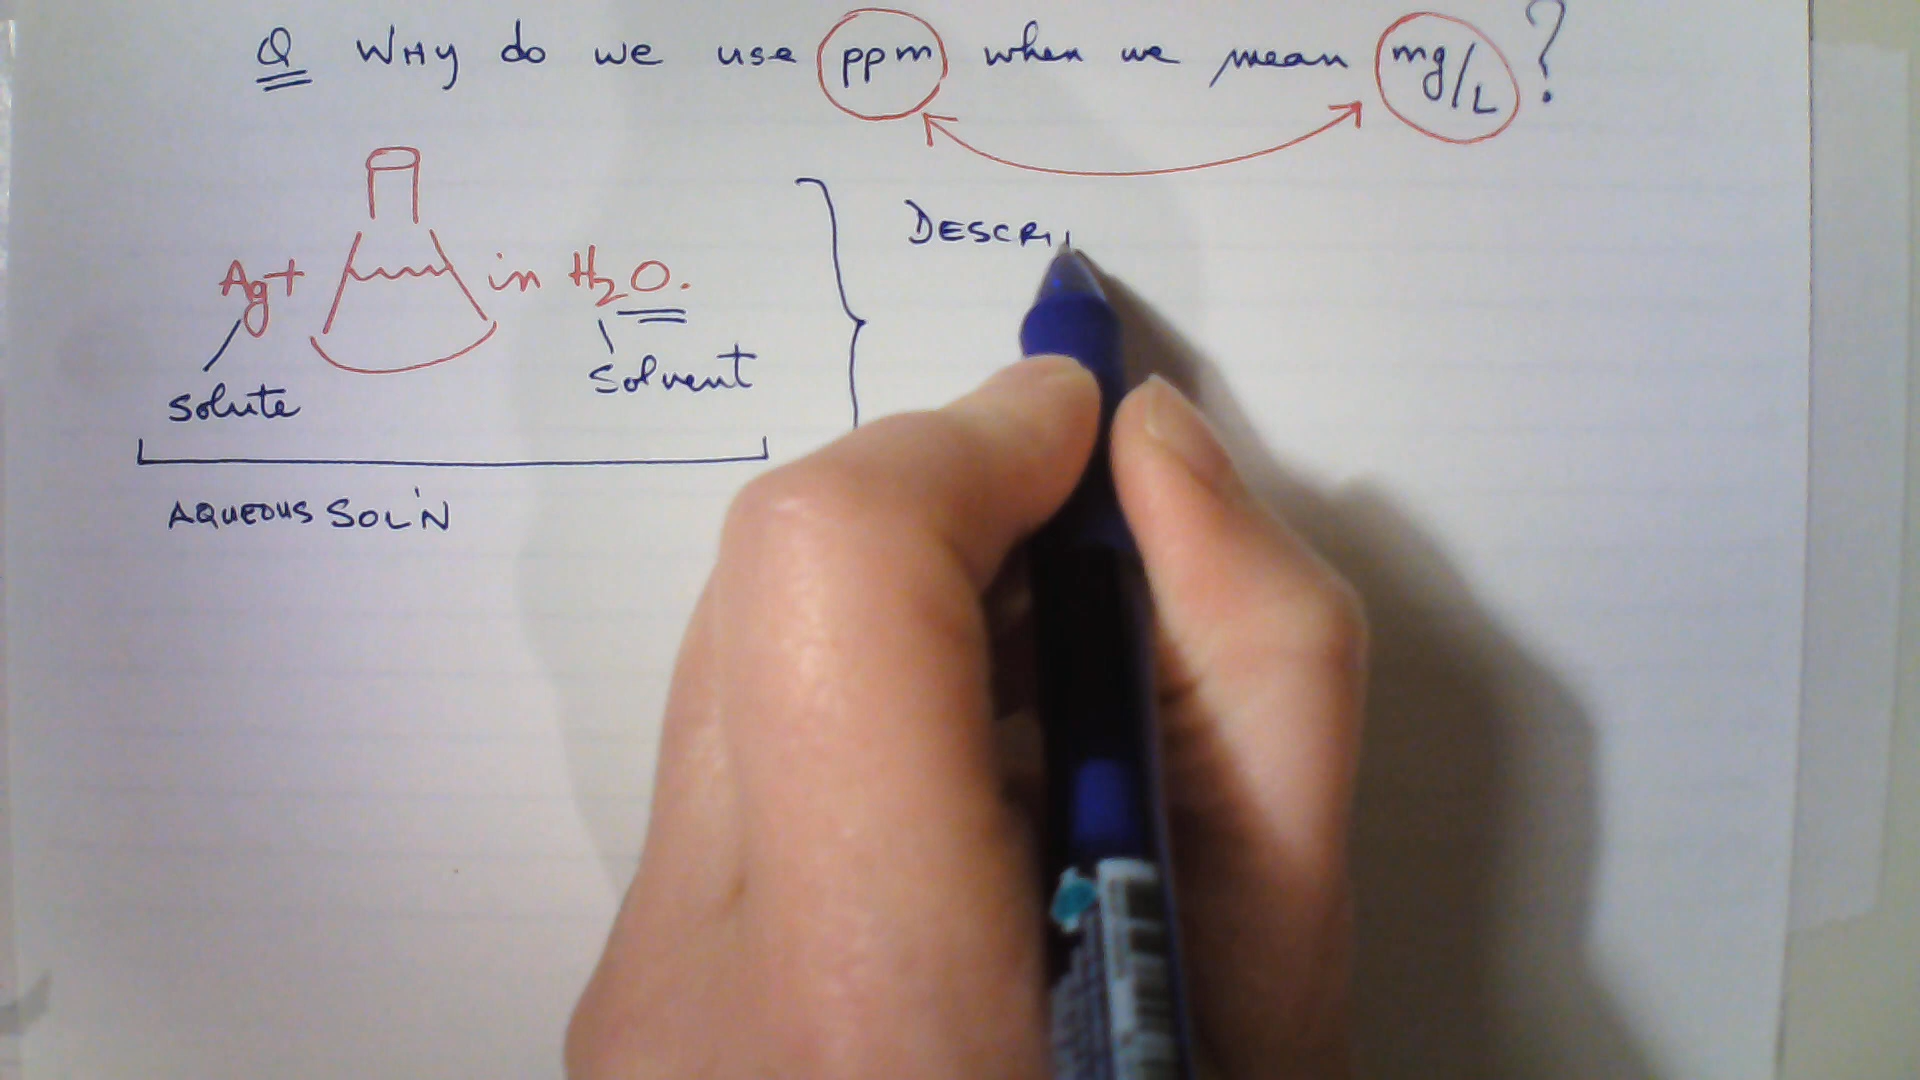 Q Why do we use ppm when we mean mg/L?
Ag+ in H2O.
solute
solvent
AQUEOUS SOL'N
DESCRI